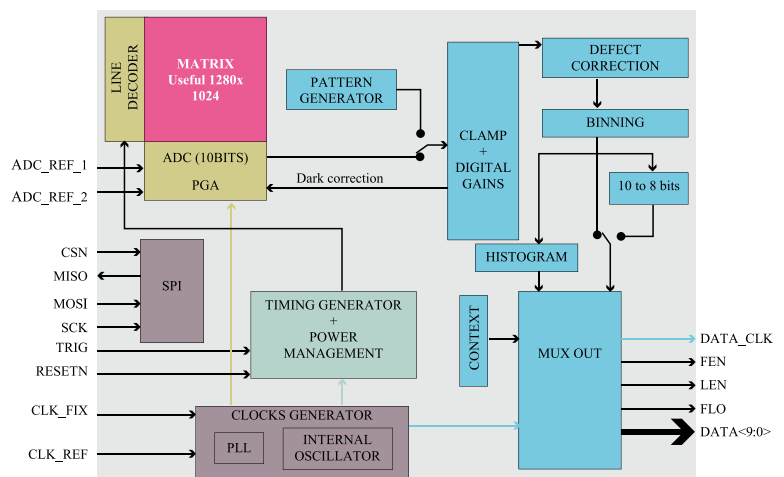 LINE
DECODER
MATRIX
Useful 1280x
1024
ADC (10BITS)
PGA
PATTERN
GENERATOR
CLAMP
+
DIGITAL
GAINS
DEFECT
CORRECTION
BINNING
10 to 8 bits
Dark correction
HISTOGRAM
ADC_REF_1
ADC_REF_2
CSN
MISO
MOSI
SCK
TRIG
RESETN
CLK_FIX
CLK_REF
SPI
TIMING GENERATOR
+
POWER
MANAGEMENT
CONTEXT
MUX OUT
CLOCKS GENERATOR
PLL
INTERNAL
OSCILLATOR
DATA_CLK
FEN
LEN
FLO
DATA<9:0>